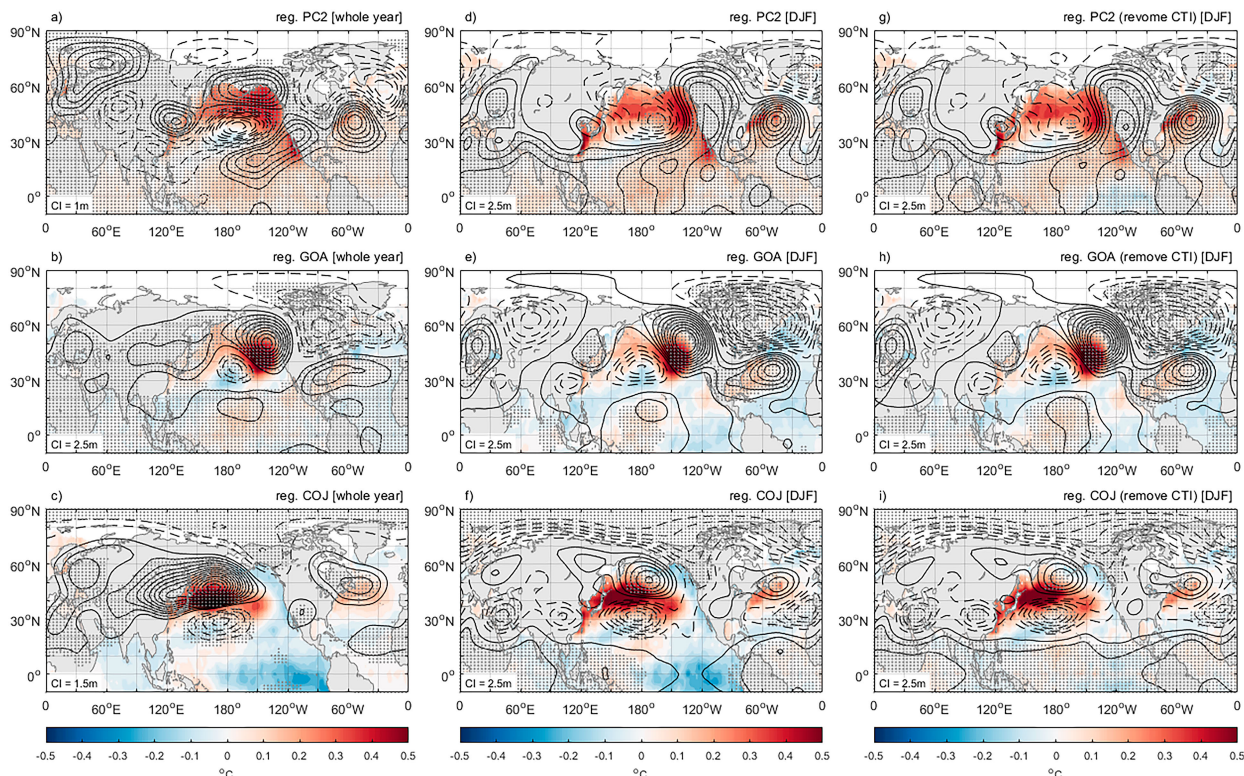 a) reg. PC2 [whole year]
90°N
60°N
30°N
0°
CI = 1m
0 60°E 120°E 180° 120°W 60°W 0
d) reg. PC2 [DJF]
90°N
60°N
30°N
0°
CI = 2.5m
0 60°E 120°E 180° 120°W 60°W 0
g) reg. PC2 (revome CTI) [DJF]
90°N
60°N
30°N
0°
CI = 2.5m
0 60°E 120°E 180° 120°W 60°W 0
b) reg. GOA [whole year]
90°N
60°N
30°N
0°
CI = 2.5m
0 60°E 120°E 180° 120°W 60°W 0
e) reg. GOA [DJF]
90°N
60°N
30°N
0°
CI = 2.5m
0 60°E 120°E 180° 120°W 60°W 0
h) reg. GOA (remove CTI) [DJF]
90°N
60°N
30°N
0°
CI = 2.5m
0 60°E 120°E 180° 120°W 60°W 0
c) reg. COJ [whole year]
90°N
60°N
30°N
0°
CI = 1.5m
0 60°E 120°E 180° 120°W 60°W 0
f) reg. COJ [DJF]
90°N
60°N
30°N
0°
CI = 2.5m
0 60°E 120°E 180° 120°W 60°W 0
i) reg. COJ (remove CTI) [DJF]
90°N
60°N
30°N
0°
CI = 2.5m
0 60°E 120°E 180° 120°W 60°W 0
-0.5 -0.4 -0.3 -0.2 -0.1 0 0.1 0.2 0.3 0.4 0.5
°C
-0.5 -0.4 -0.3 -0.2 -0.1 0 0.1 0.2 0.3 0.4 0.5
°C
-0.5 -0.4 -0.3 -0.2 -0.1 0 0.1 0.2 0.3 0.4 0.5
°C